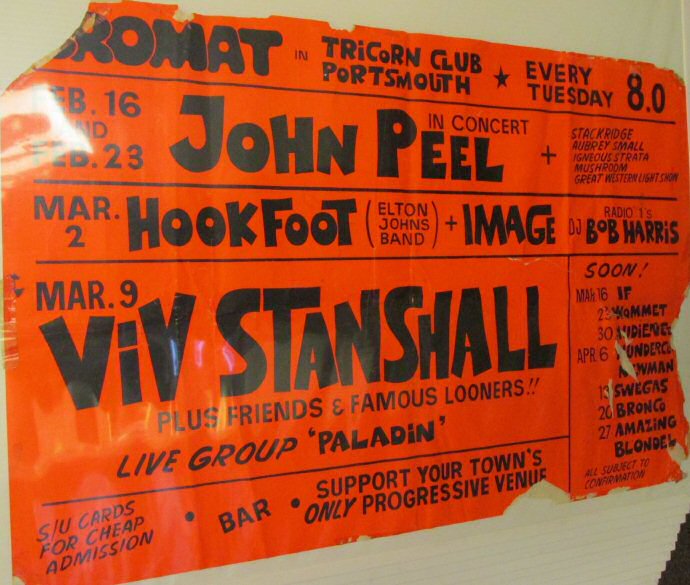 BROMAT IN TRICORN CLUB PORTSMOUTH ★ EVERY TUESDAY 8.0
FEB. 16
AND
FEB. 23
JOHN PEEL IN CONCERT +
STACKRIDGE
AUBREY SMALL
IGNEOUS STRATA
MUSHROOM
GREAT WESTERN LIGHT SHOW
MAR. 2 HOOKFOOT (ELTON JOHNS BAND) + IMAGE DJ RADIO 1's BOB HARRIS
MAR. 9
VIV STANSHALL
PLUS FRIENDS & FAMOUS LOONERS!!
LIVE GROUP 'PALADIN'
SOON!
MAR 16 IF
23
30 AUDIENCE
APR 6
13 SWEGAS
20 BRONCO
27 AMAZING
BLONDEL
ALL SUBJECT TO
CONFIRMATION
S/U CARDS
FOR CHEAP
ADMISSION
• BAR •
SUPPORT YOUR TOWN'S
ONLY PROGRESSIVE VENUE